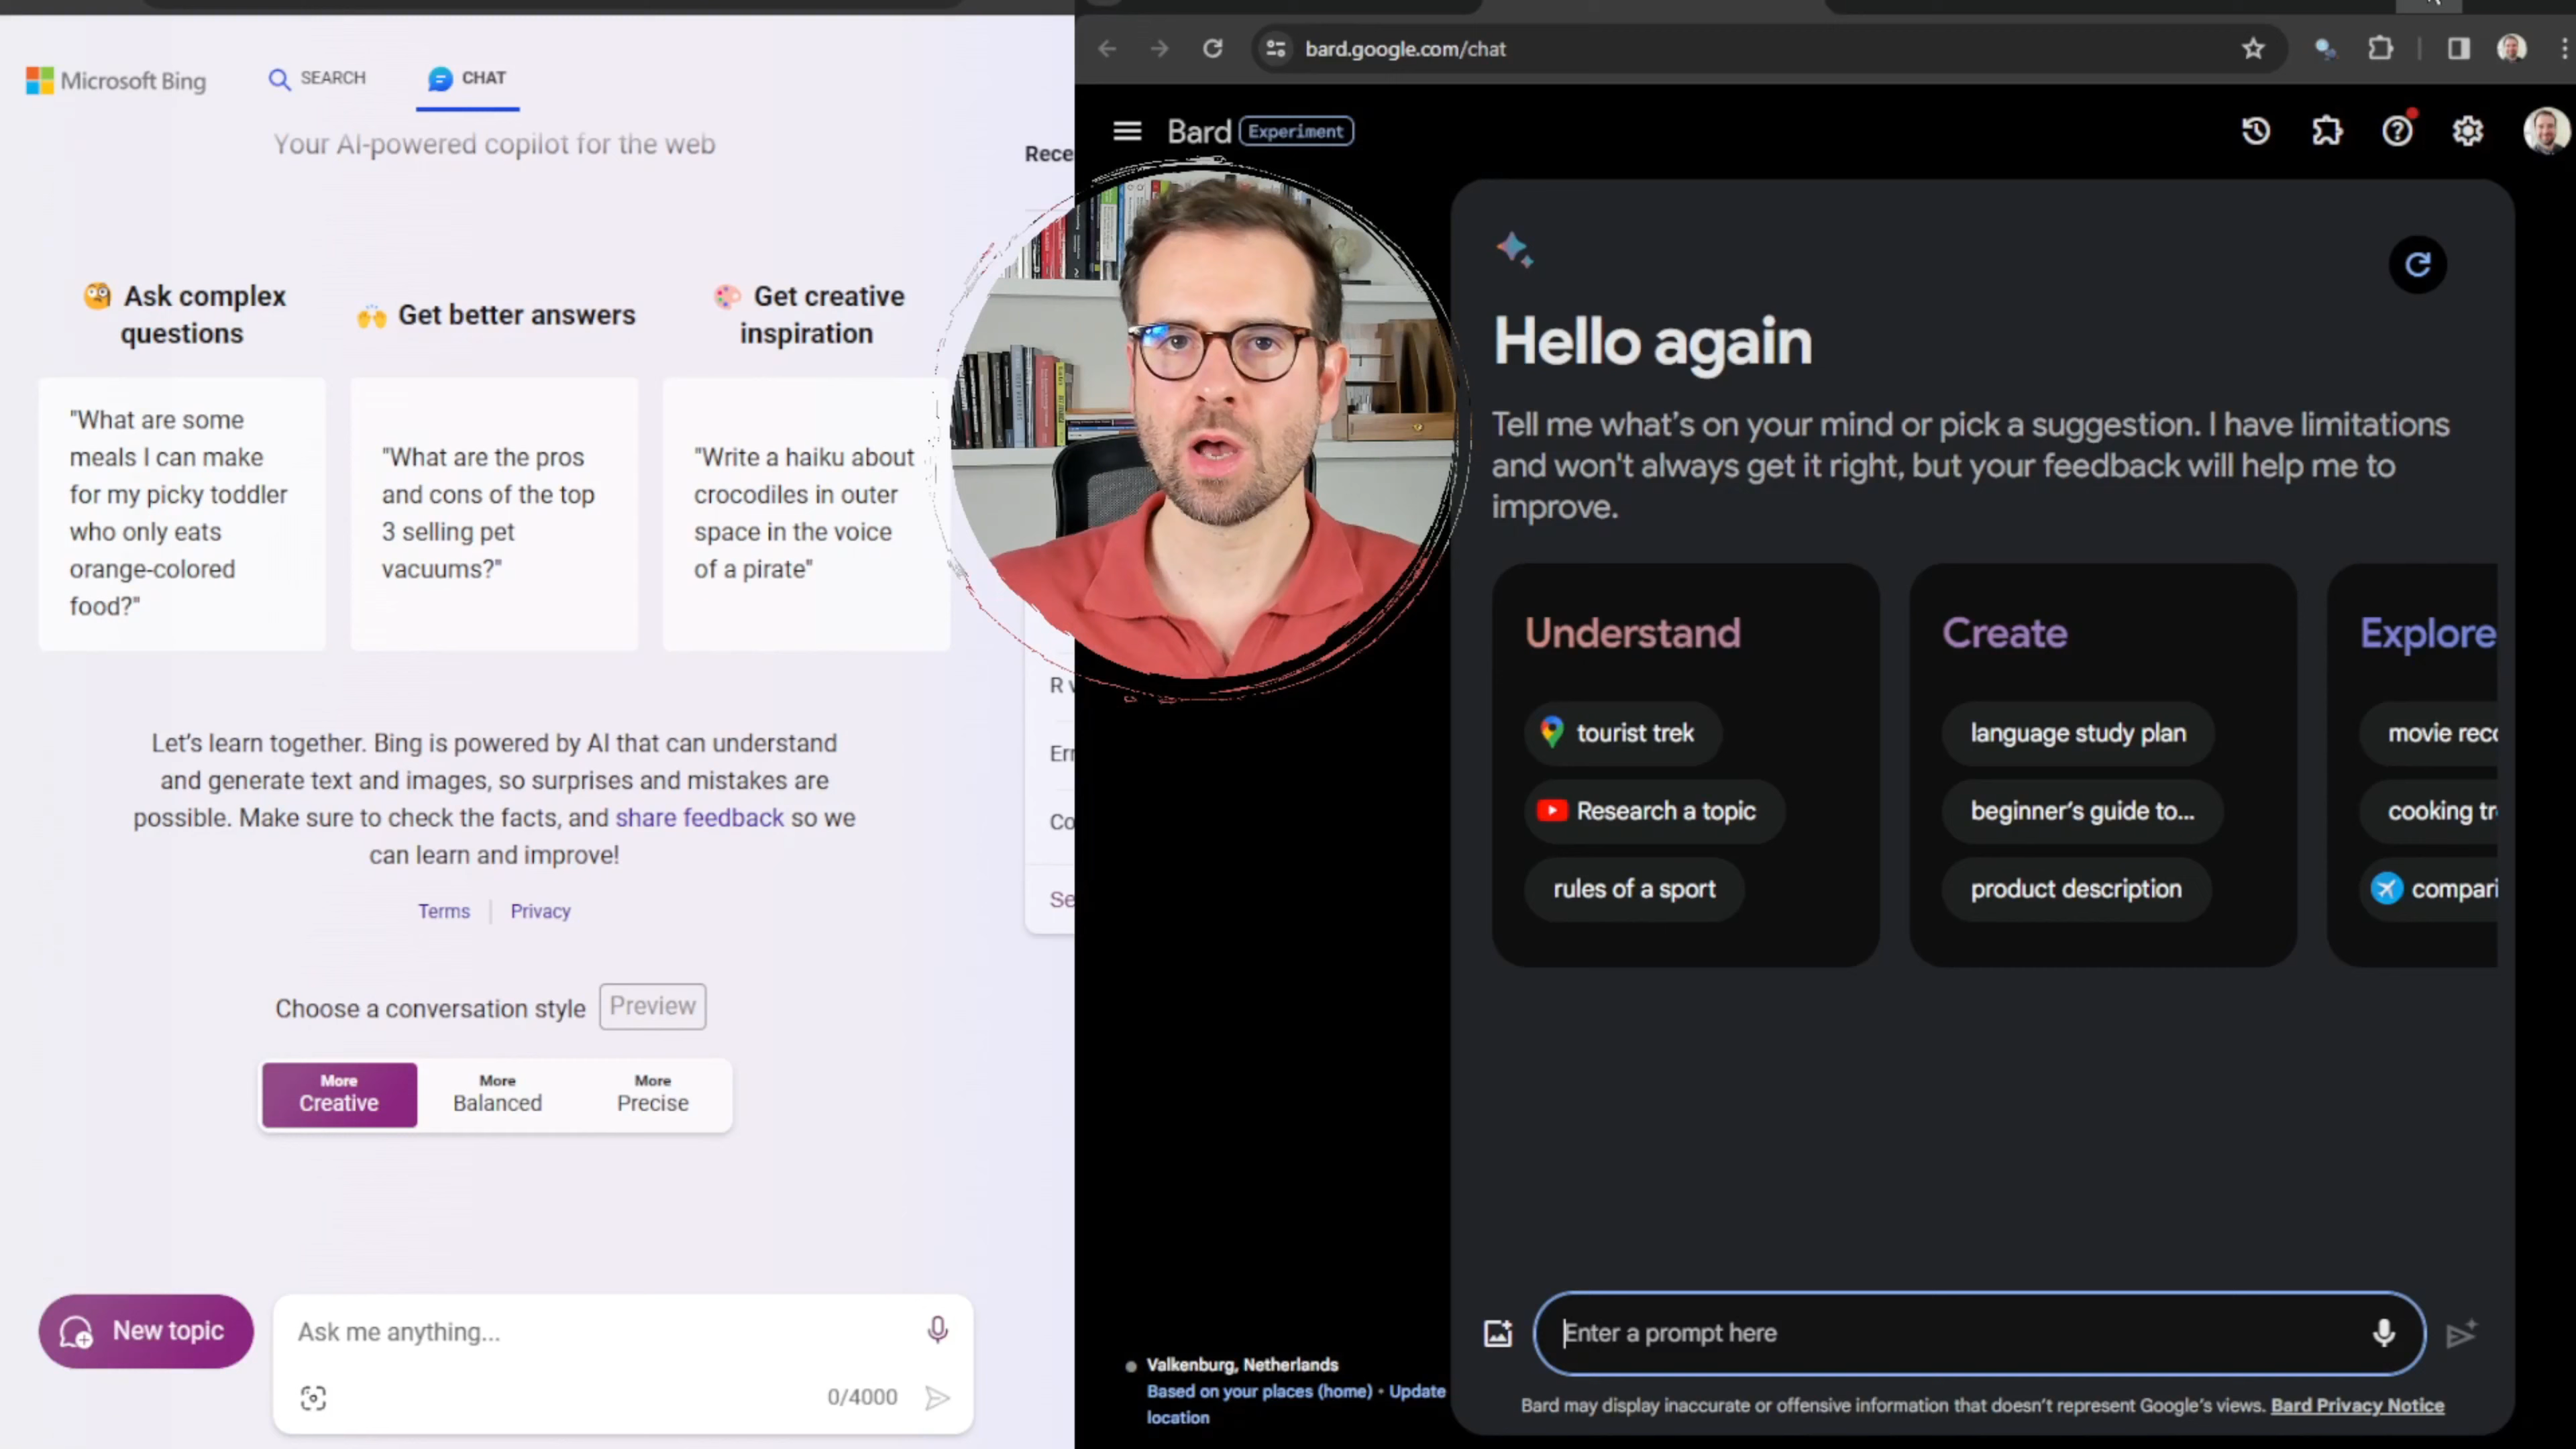 Microsoft Bing
SEARCH
CHAT
Your AI-powered copilot for the web
Ask complex
questions
"What are some
meals I can make
for my picky toddler
who only eats
orange-colored
food?"
Get better answers
"What are the pros
and cons of the top
3 selling pet
vacuums?"
Get creative
inspiration
"Write a haiku about
crocodiles in outer
space in the voice
of a pirate"
Let's learn together. Bing is powered by AI that can understand
and generate text and images, so surprises and mistakes are
possible. Make sure to check the facts, and share feedback so we
can learn and improve!
Terms
Privacy
Choose a conversation style
Preview
More
Creative
More
Balanced
More
Precise
New topic
Ask me anything...
0/4000
Rece
R v
Err
Co
Se
bard.google.com/chat
Bard
Experiment
Hello again
Tell me what's on your mind or pick a suggestion. I have limitations
and won't always get it right, but your feedback will help me to
improve.
Understand
tourist trek
Research a topic
rules of a sport
Create
language study plan
beginner's guide to...
product description
Explore
movie reco
cooking tr
compari
Enter a prompt here
Valkenburg, Netherlands
Based on your places (home) • Update
location
Bard may display inaccurate or offensive information that doesn't represent Google's views. Bard Privacy Notice